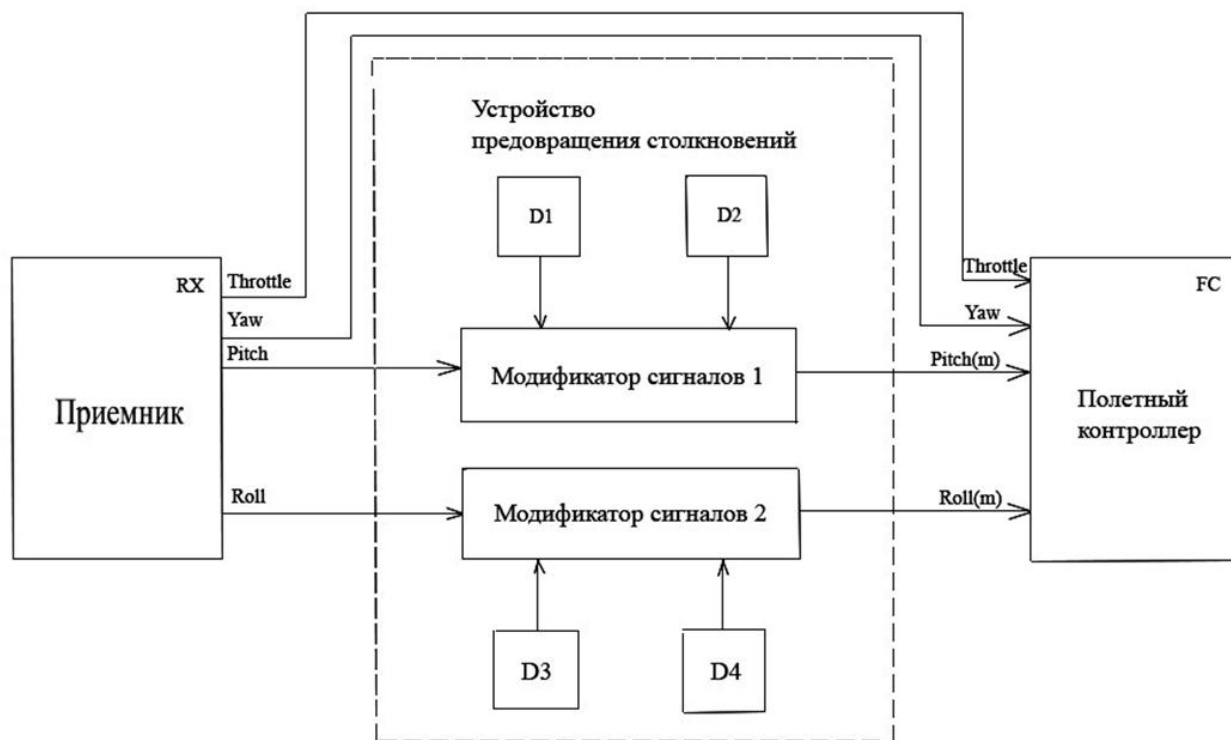 Устройство
предовращения столкновений
D1
D2
RX
Throttle
Yaw
Pitch
Приемник
Roll
Модификатор сигналов 1
Модификатор сигналов 2
D3
D4
Throttle
Yaw
Pitch(m)
Roll(m)
FC
Полетный
контроллер